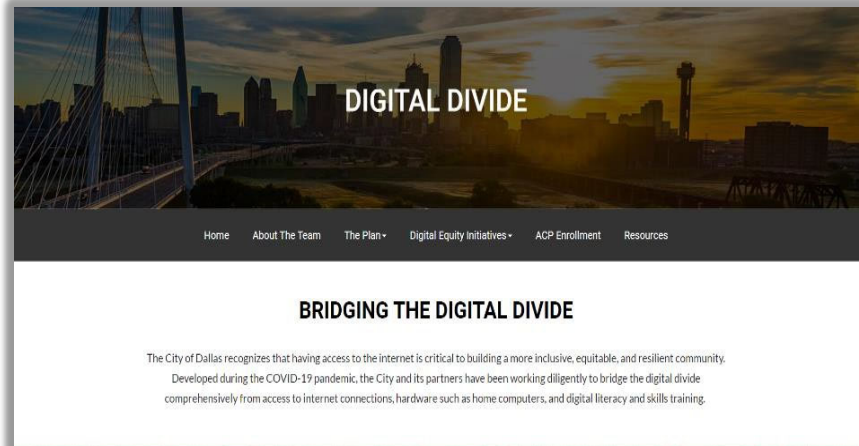 DIGITAL DIVIDE
Home About The Team The Plan Digital Equity Initiatives ACP Enrollment Resources
BRIDGING THE DIGITAL DIVIDE
The City of Dallas recognizes that having access to the internet is critical to building a more inclusive, equitable, and resilient community.
Developed during the COVID-19 pandemic, the City and its partners have been working diligently to bridge the digital divide
comprehensively from access to internet connections, hardware such as home computers, and digital literacy and skills training.